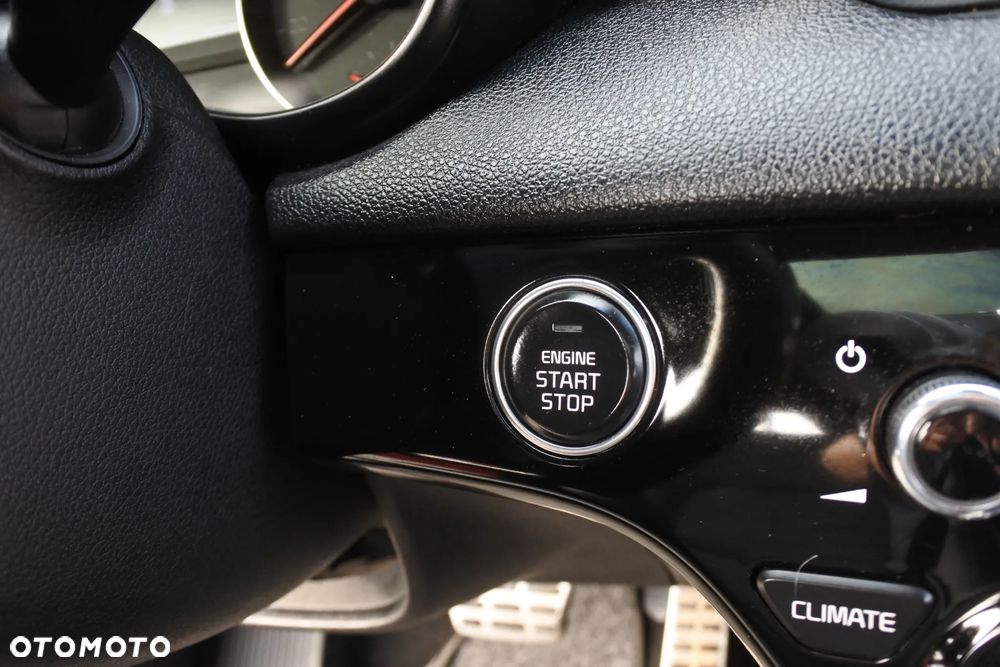 ENGINE
START
STOP
CLIMATE
OTOMOTO